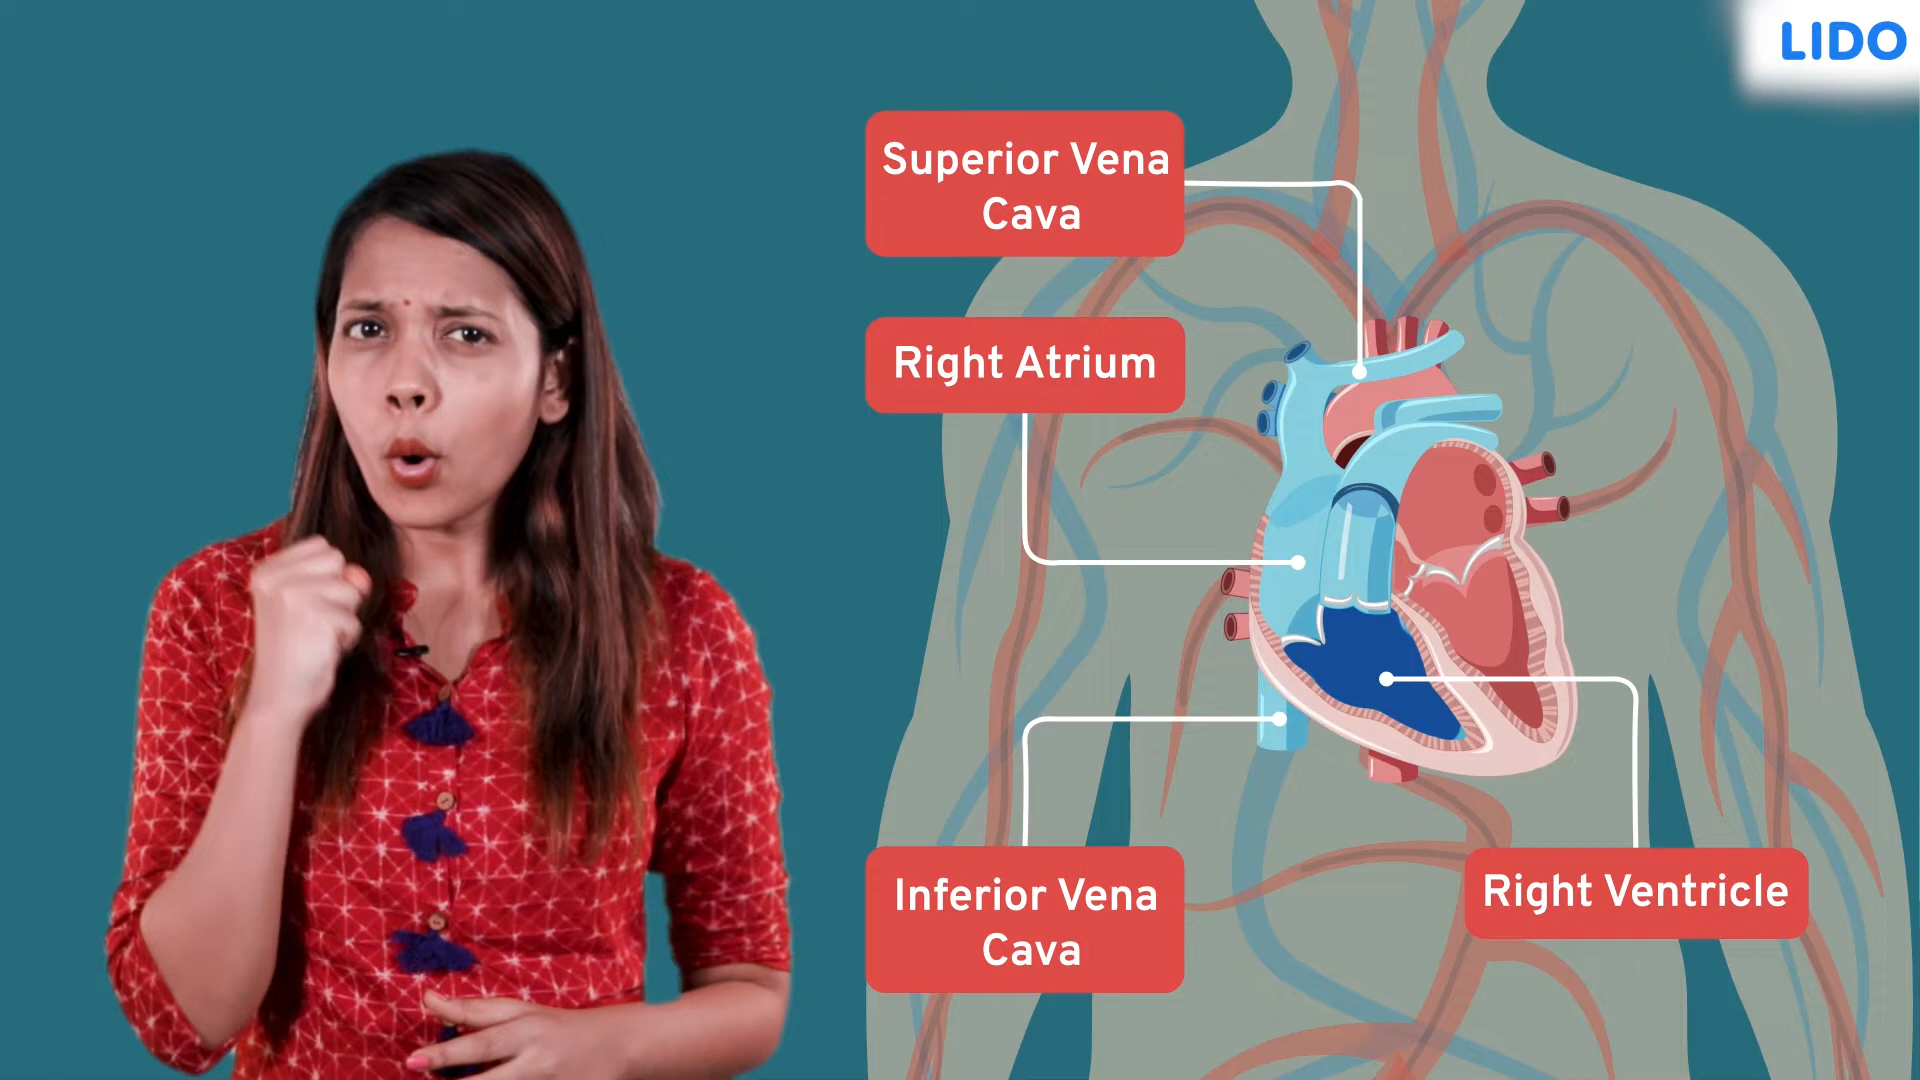 LIDO
Superior Vena
Cava
Right Atrium
Inferior Vena
Cava
Right Ventricle